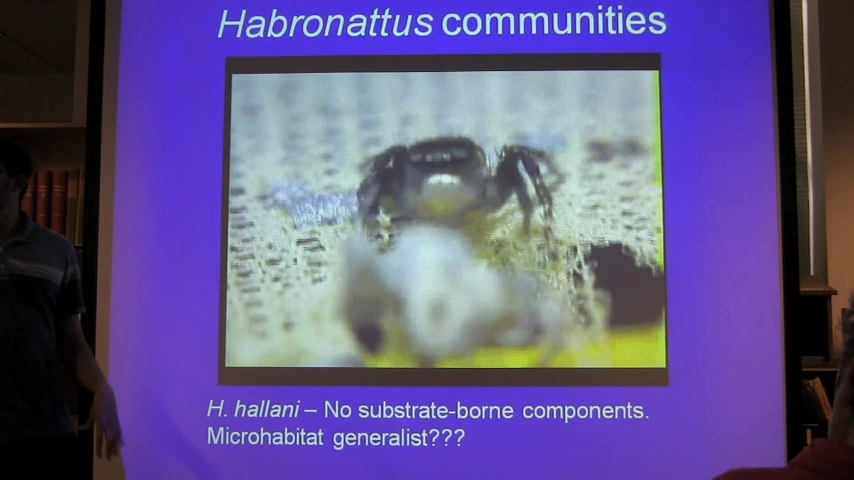 Habronattus communities
H. hallani – No substrate-borne components.
Microhabitat generalist???